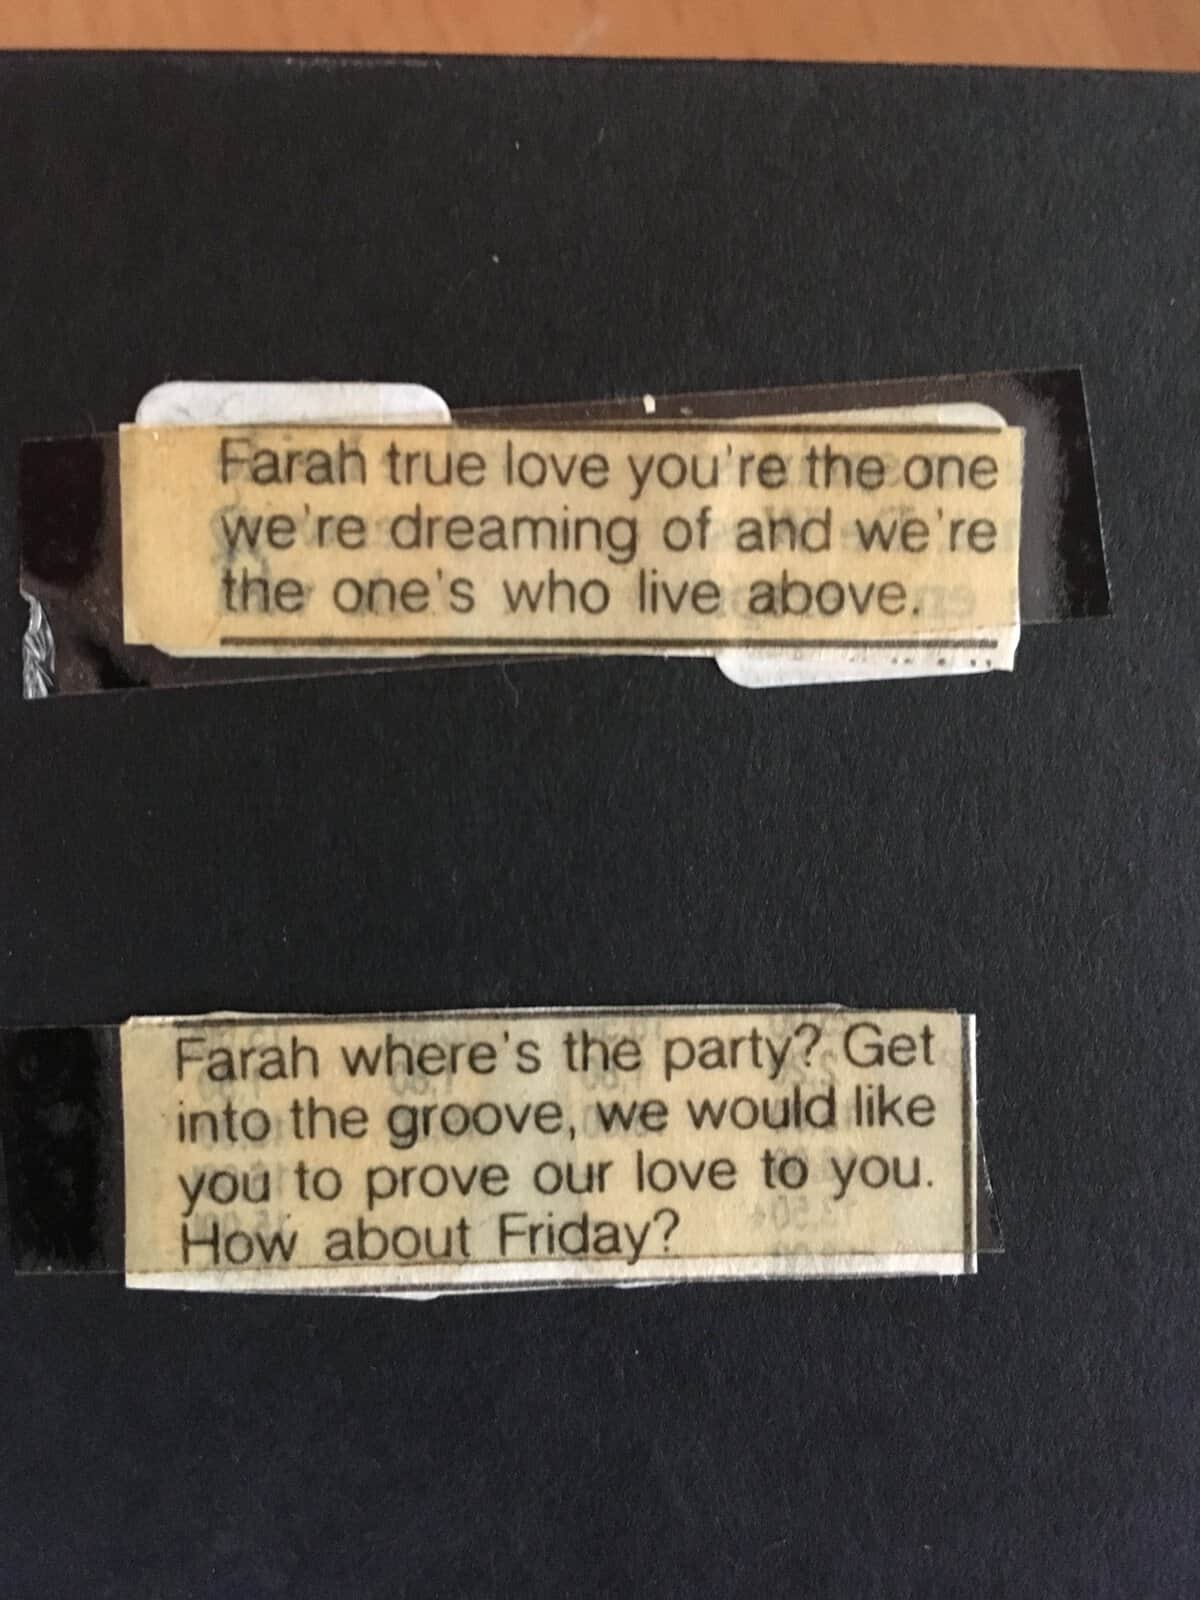 Farah true love you're the one
we're dreaming of and we're
the one's who live above.
Farah where's the party? Get
into the groove, we would like
you to prove our love to you.
How about Friday?